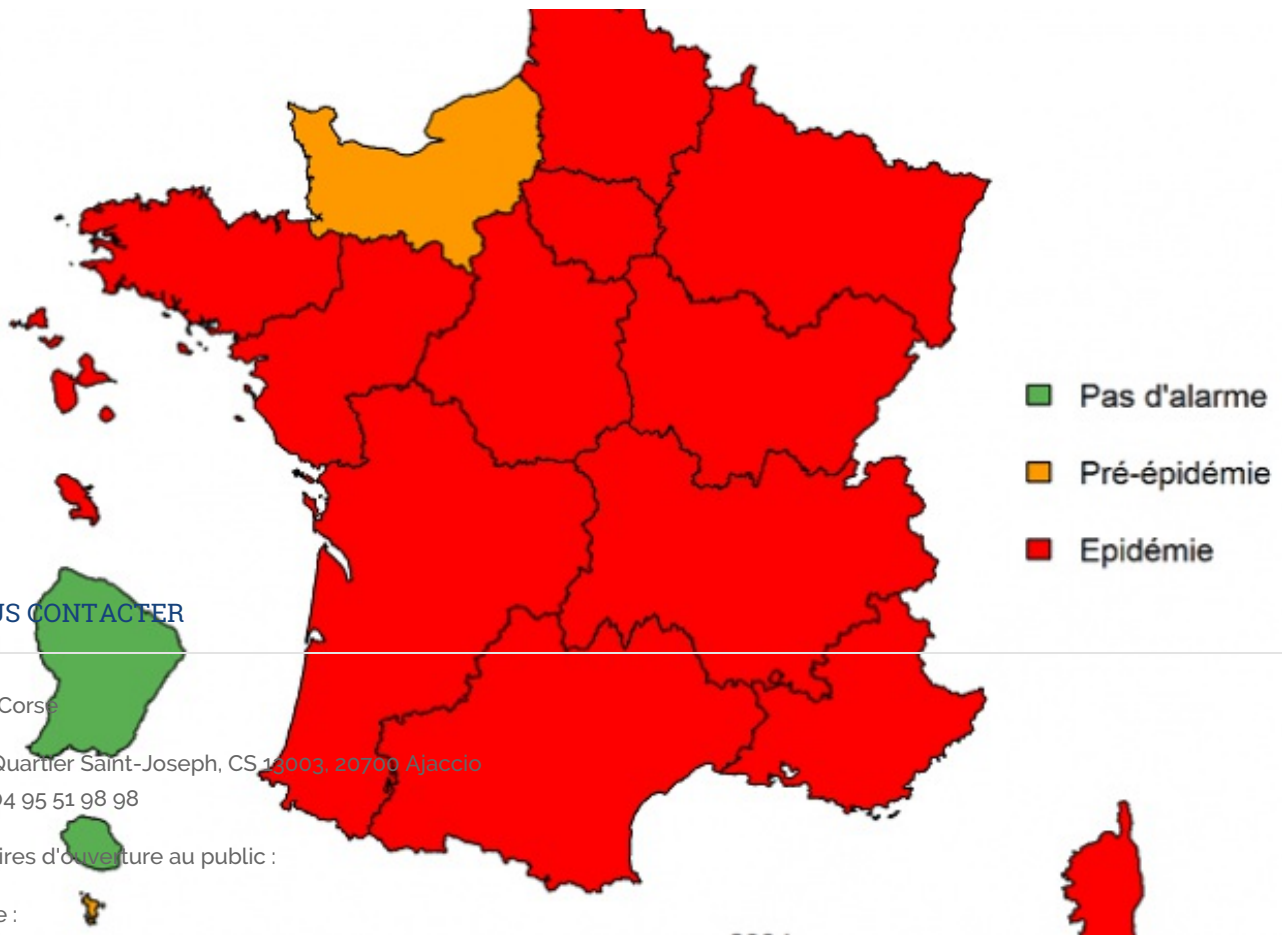 Pas d'alarme
Pré-épidémie
Epidémie
US CONTACTER
Corse
Quartier Saint-Joseph, CS 13003, 20700 Ajaccio
04 95 51 98 98
ires d'ouverture au public :
e :